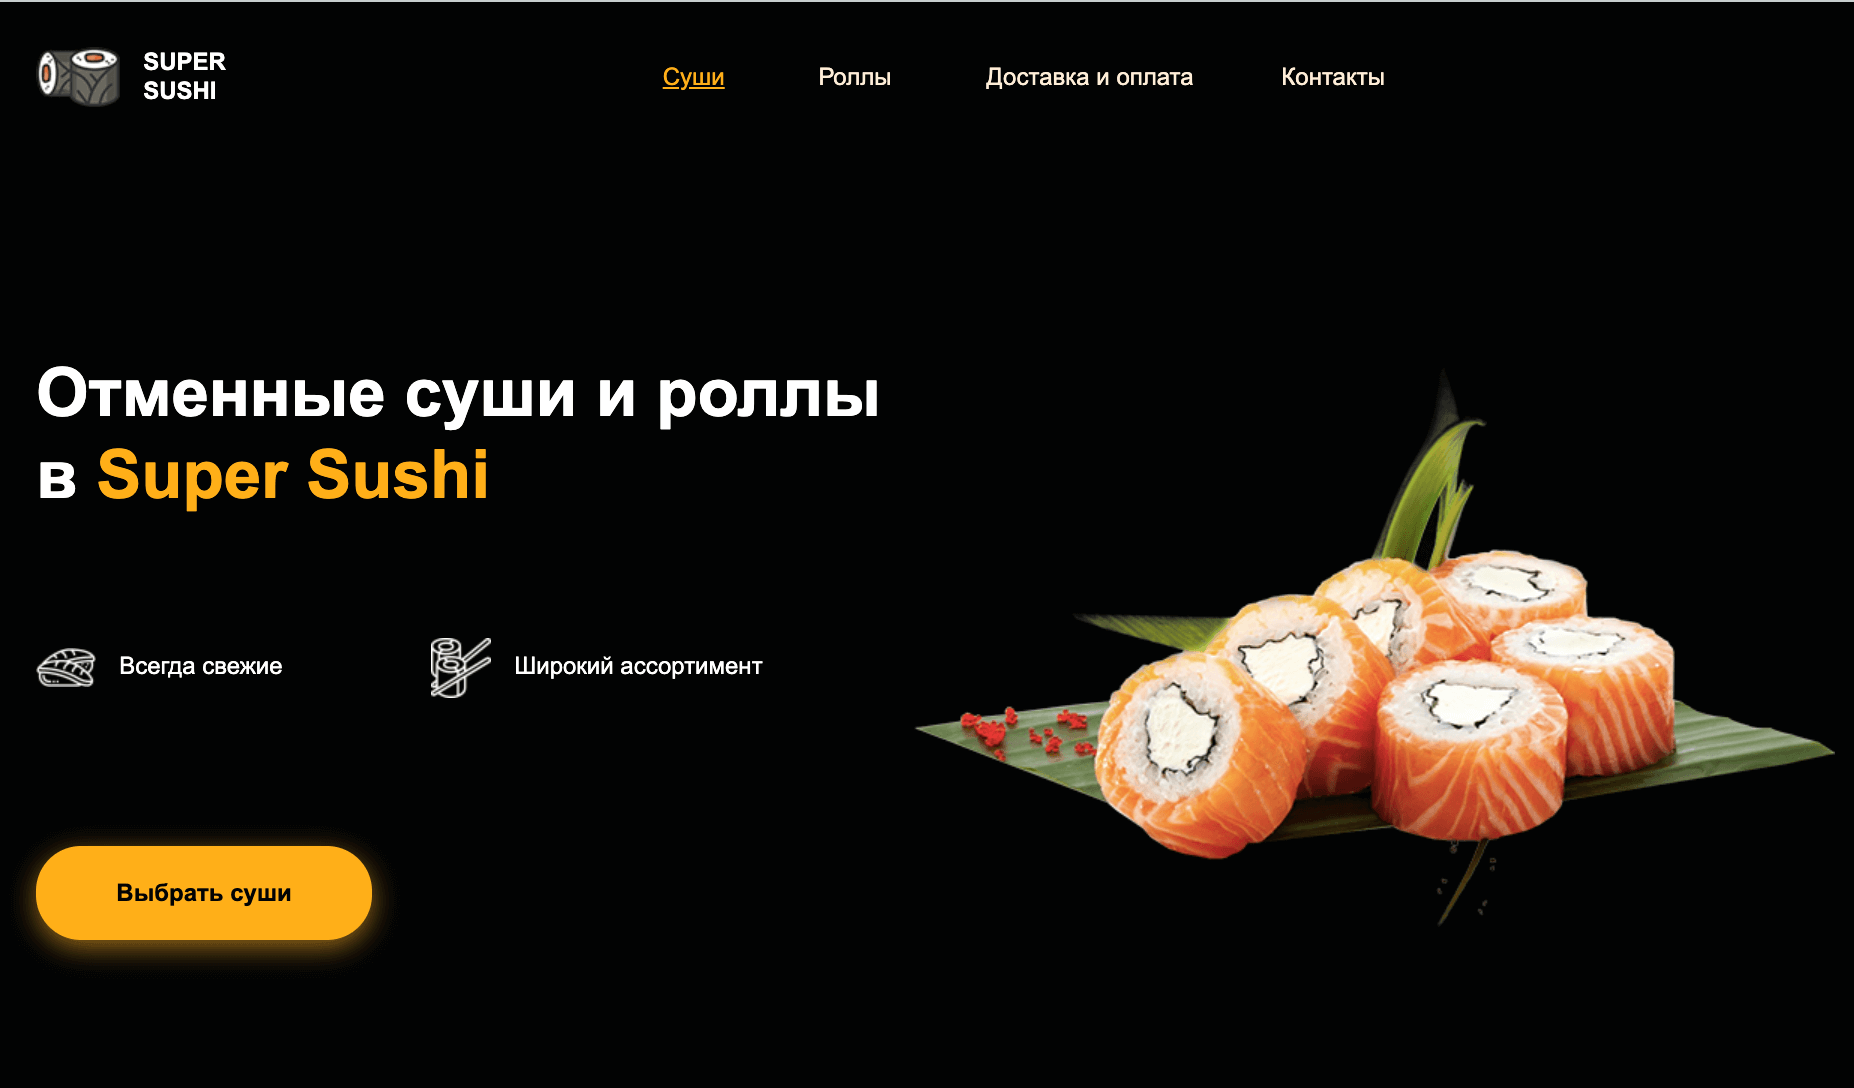 SUPER
SUSHI
Суши
Роллы
Доставка и оплата
Контакты
Отменные суши и роллы
в Super Sushi
Всегда свежие
Широкий ассортимент
Выбрать суши